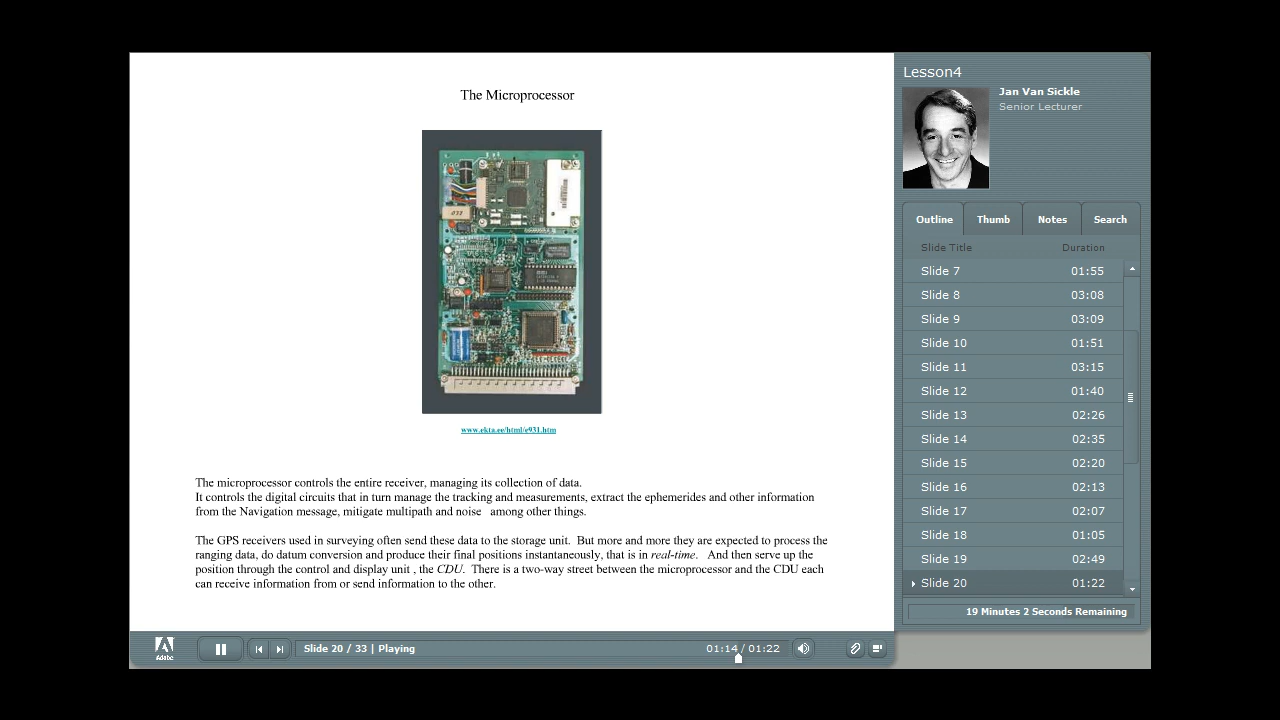 The Microprocessor
www.ekta.ee/html/e931.htm
The microprocessor controls the entire receiver, managing its collection of data.
It controls the digital circuits that in turn manage the tracking and measurements, extract the ephemerides and other information
from the Navigation message, mitigate multipath and noise among other things.
The GPS receivers used in surveying often send these data to the storage unit. But more and more they are expected to process the
ranging data, do datum conversion and produce their final positions instantaneously, that is in real-time. And then serve up the
position through the control and display unit , the CDU. There is a two-way street between the microprocessor and the CDU each
can receive information from or send information to the other.
Adobe
Slide 20 / 33 | Playing
01:14 / 01:22
Lesson4
Jan Van Sickle
Senior Lecturer
Outline Thumb Notes Search
Slide Title Duration
Slide 7 01:55
Slide 8 03:08
Slide 9 03:09
Slide 10 01:51
Slide 11 03:15
Slide 12 01:40
Slide 13 02:26
Slide 14 02:35
Slide 15 02:20
Slide 16 02:13
Slide 17 02:07
Slide 18 01:05
Slide 19 02:49
Slide 20 01:22
19 Minutes 2 Seconds Remaining